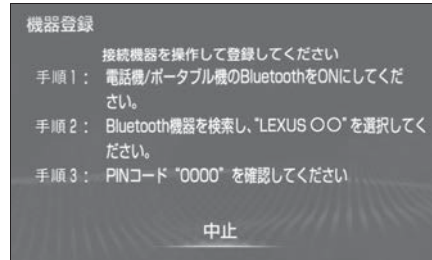 機器登録
接続機器を操作して登録してください
手順1： 電話機/ポータブル機のBluetoothをONにしてくだ
さい。
手順2： Bluetooth機器を検索し、"LEXUS ○○"を選択してく
ださい。
手順3： PINコード "0000" を確認してください
中止